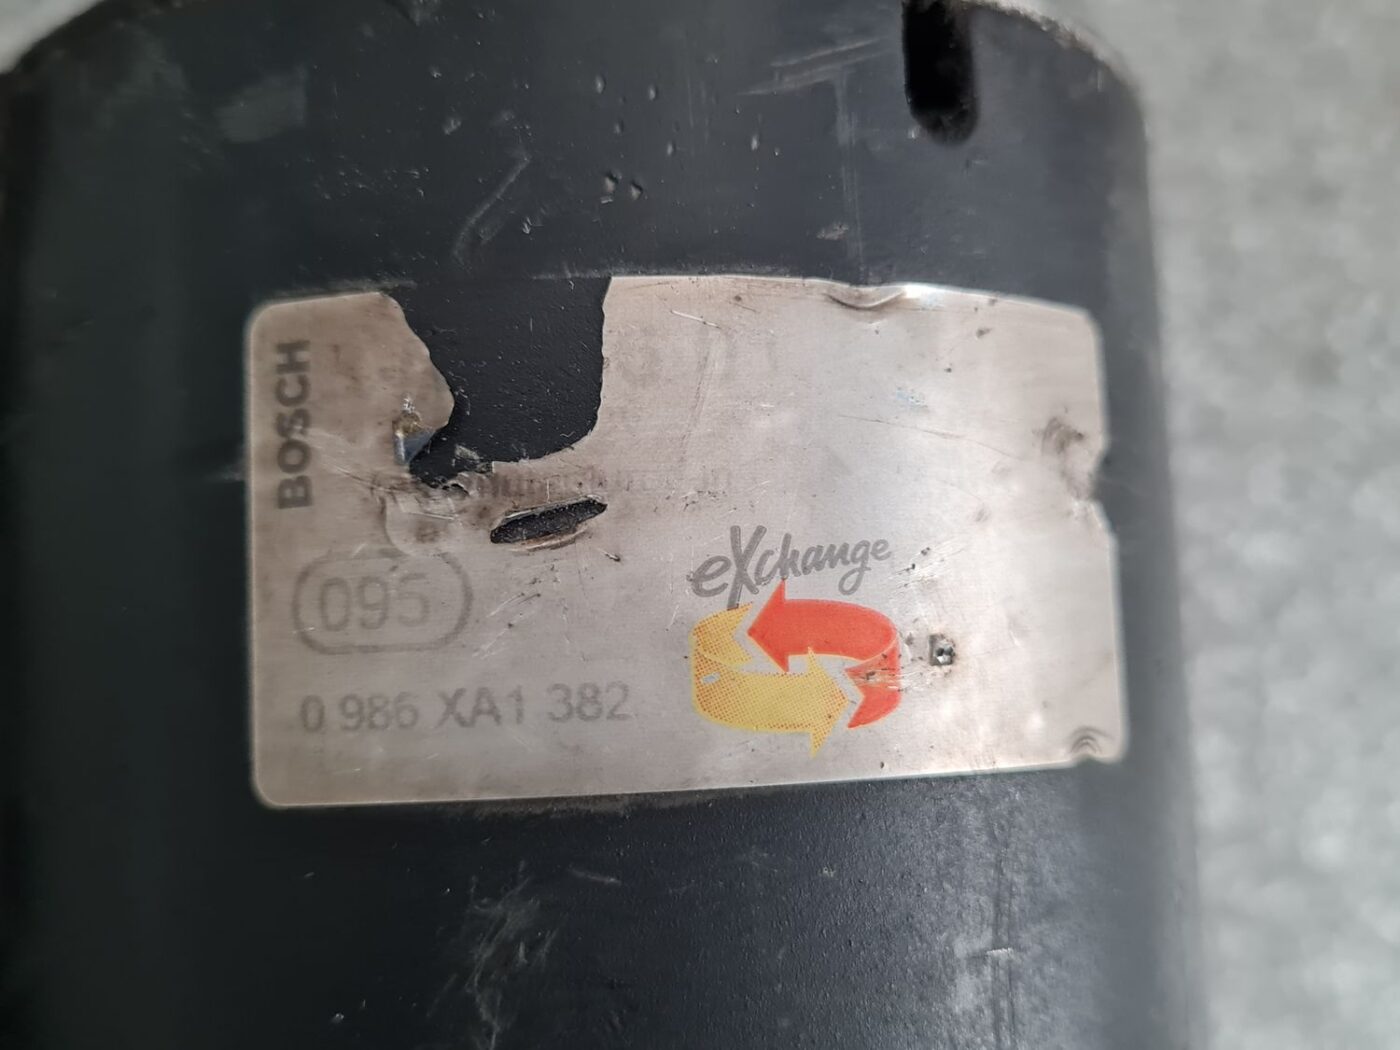 BOSCH
eXchange
095
0 986 XA1 382